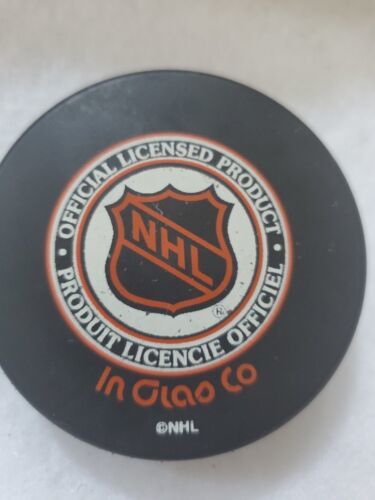 • OFFICIAL LICENSED PRODUCT •
NHL
®
PRODUIT LICENCIE OFFICIEL
In Glas Co
©NHL